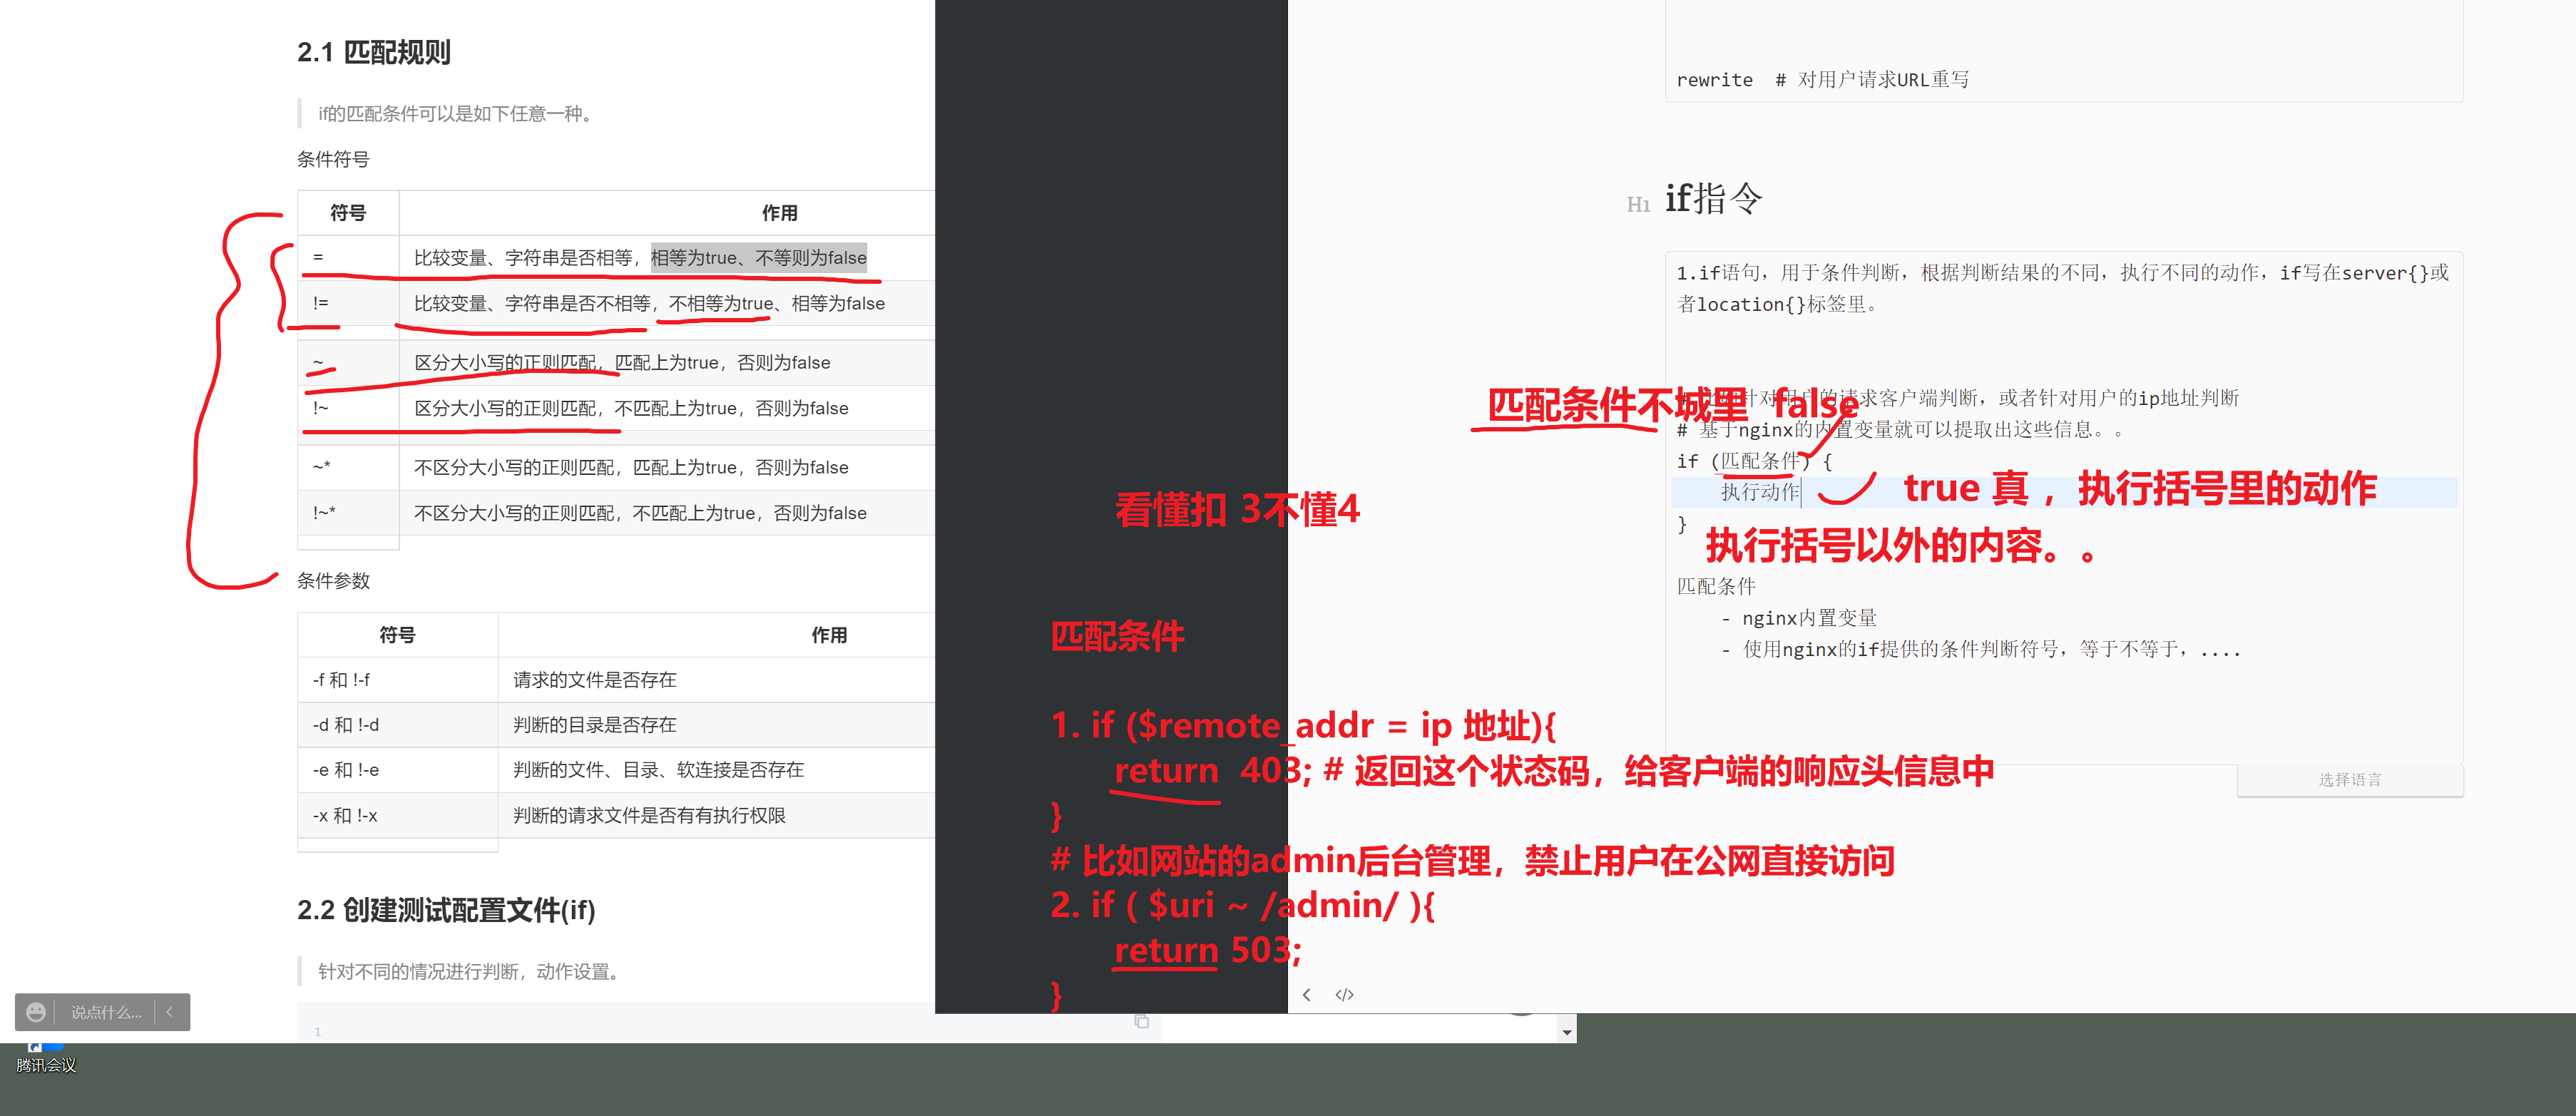 2.1 匹配规则
if的匹配条件可以是如下任意一种。
条件符号
符号 作用
= 比较变量、字符串是否相等，相等为true、不等则为false
!= 比较变量、字符串是否不相等，不相等为true、相等为false
~ 区分大小写的正则匹配，匹配上为true，否则为false
!~ 区分大小写的正则匹配，不匹配上为true，否则为false
~* 不区分大小写的正则匹配，匹配上为true，否则为false
!~* 不区分大小写的正则匹配，不匹配上为true，否则为false
条件参数
符号 作用
-f 和 !-f 请求的文件是否存在
-d 和 !-d 判断的目录是否存在
-e 和 !-e 判断的文件、目录、软连接是否存在
-x 和 !-x 判断的请求文件是否有有执行权限
2.2 创建测试配置文件(if)
针对不同的情况进行判断，动作设置。
1
说点什么...
腾讯会议
看懂扣 3不懂4
匹配条件
1. if ($remote_addr = ip 地址){
return 403; # 返回这个状态码，给客户端的响应头信息中
}
# 比如网站的admin后台管理，禁止用户在公网直接访问
2. if ( $uri ~ /admin/ ){
return 503;
}
rewrite # 对用户请求URL重写
H1 if指令
1.if语句，用于条件判断，根据判断结果的不同，执行不同的动作，if写在server{}或
者location{}标签里。
匹配条件不城里 false
针对用户的请求客户端判断，或者针对用户的ip地址判断
# 基于nginx的内置变量就可以提取出这些信息。。
if (匹配条件) {
执行动作
true 真 ，执行括号里的动作
}
执行括号以外的内容。。
匹配条件
- nginx内置变量
- 使用nginx的if提供的条件判断符号，等于不等于，....
选择语言